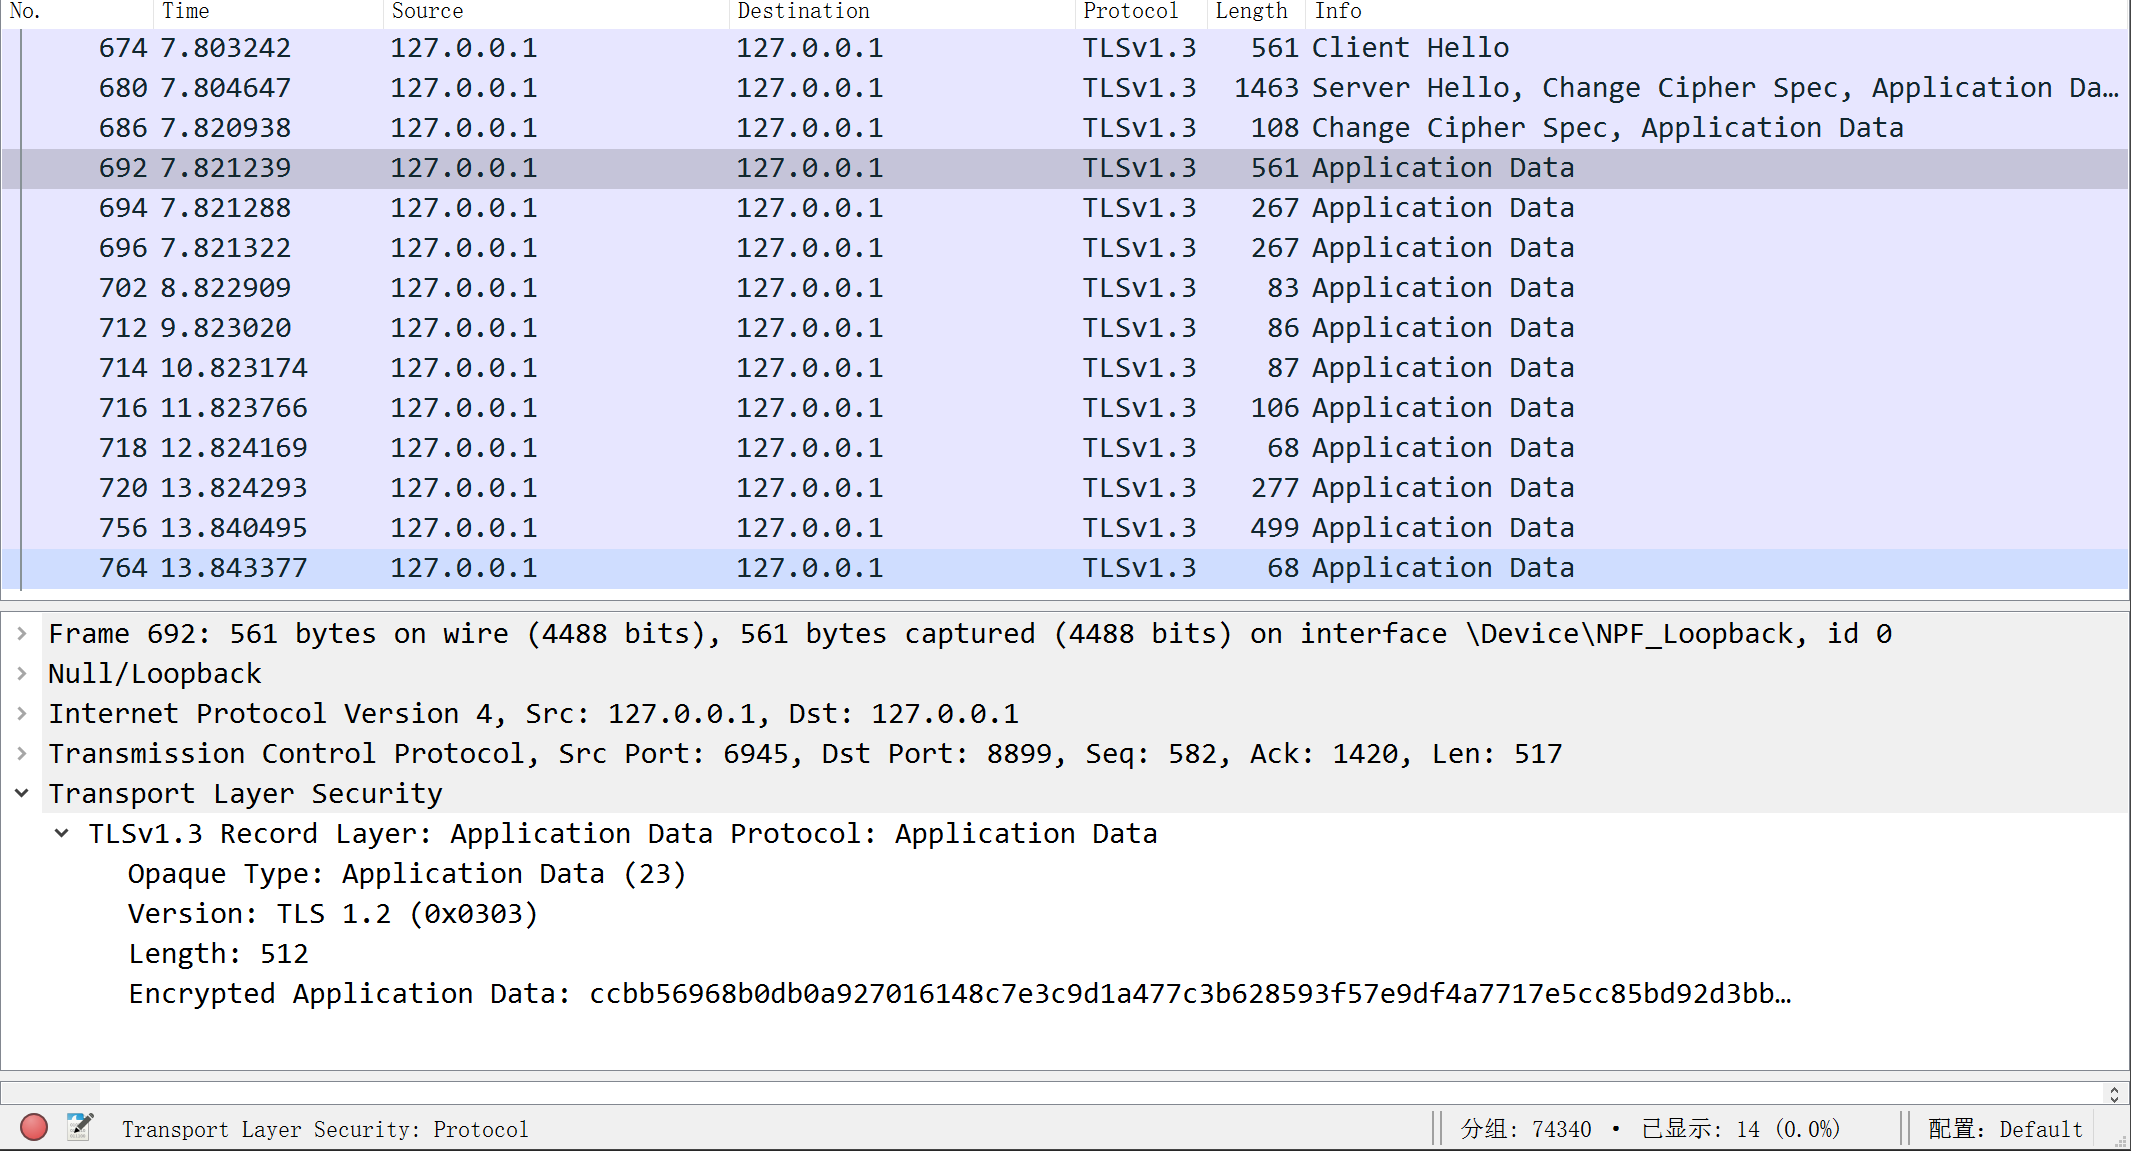 No. Time Source Destination Protocol Length Info
674 7.803242 127.0.0.1 127.0.0.1 TLSv1.3 561 Client Hello
680 7.804647 127.0.0.1 127.0.0.1 TLSv1.3 1463 Server Hello, Change Cipher Spec, Application Da…
686 7.820938 127.0.0.1 127.0.0.1 TLSv1.3 108 Change Cipher Spec, Application Data
692 7.821239 127.0.0.1 127.0.0.1 TLSv1.3 561 Application Data
694 7.821288 127.0.0.1 127.0.0.1 TLSv1.3 267 Application Data
696 7.821322 127.0.0.1 127.0.0.1 TLSv1.3 267 Application Data
702 8.822909 127.0.0.1 127.0.0.1 TLSv1.3 83 Application Data
712 9.823020 127.0.0.1 127.0.0.1 TLSv1.3 86 Application Data
714 10.823174 127.0.0.1 127.0.0.1 TLSv1.3 87 Application Data
716 11.823766 127.0.0.1 127.0.0.1 TLSv1.3 106 Application Data
718 12.824169 127.0.0.1 127.0.0.1 TLSv1.3 68 Application Data
720 13.824293 127.0.0.1 127.0.0.1 TLSv1.3 277 Application Data
756 13.840495 127.0.0.1 127.0.0.1 TLSv1.3 499 Application Data
764 13.843377 127.0.0.1 127.0.0.1 TLSv1.3 68 Application Data
Frame 692: 561 bytes on wire (4488 bits), 561 bytes captured (4488 bits) on interface \Device\NPF_Loopback, id 0
Null/Loopback
Internet Protocol Version 4, Src: 127.0.0.1, Dst: 127.0.0.1
Transmission Control Protocol, Src Port: 6945, Dst Port: 8899, Seq: 582, Ack: 1420, Len: 517
Transport Layer Security
TLSv1.3 Record Layer: Application Data Protocol: Application Data
Opaque Type: Application Data (23)
Version: TLS 1.2 (0x0303)
Length: 512
Encrypted Application Data: ccbb56968b0db0a927016148c7e3c9d1a477c3b628593f57e9df4a7717e5cc85bd92d3bb…
Transport Layer Security: Protocol 分组: 74340 · 已显示: 14 (0.0%) 配置: Default